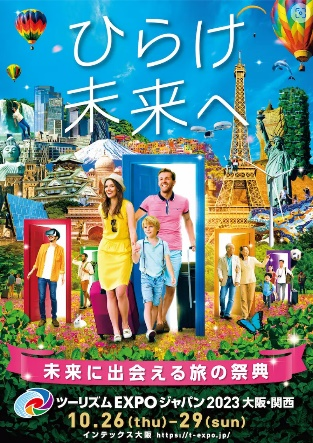 ひらけ
未来へ
未来に出会える旅の祭典
ツーリズムEXPOジャパン2023 大阪・関西
10.26(thu)-29(sun)
インテックス大阪 https://t-expo.jp/